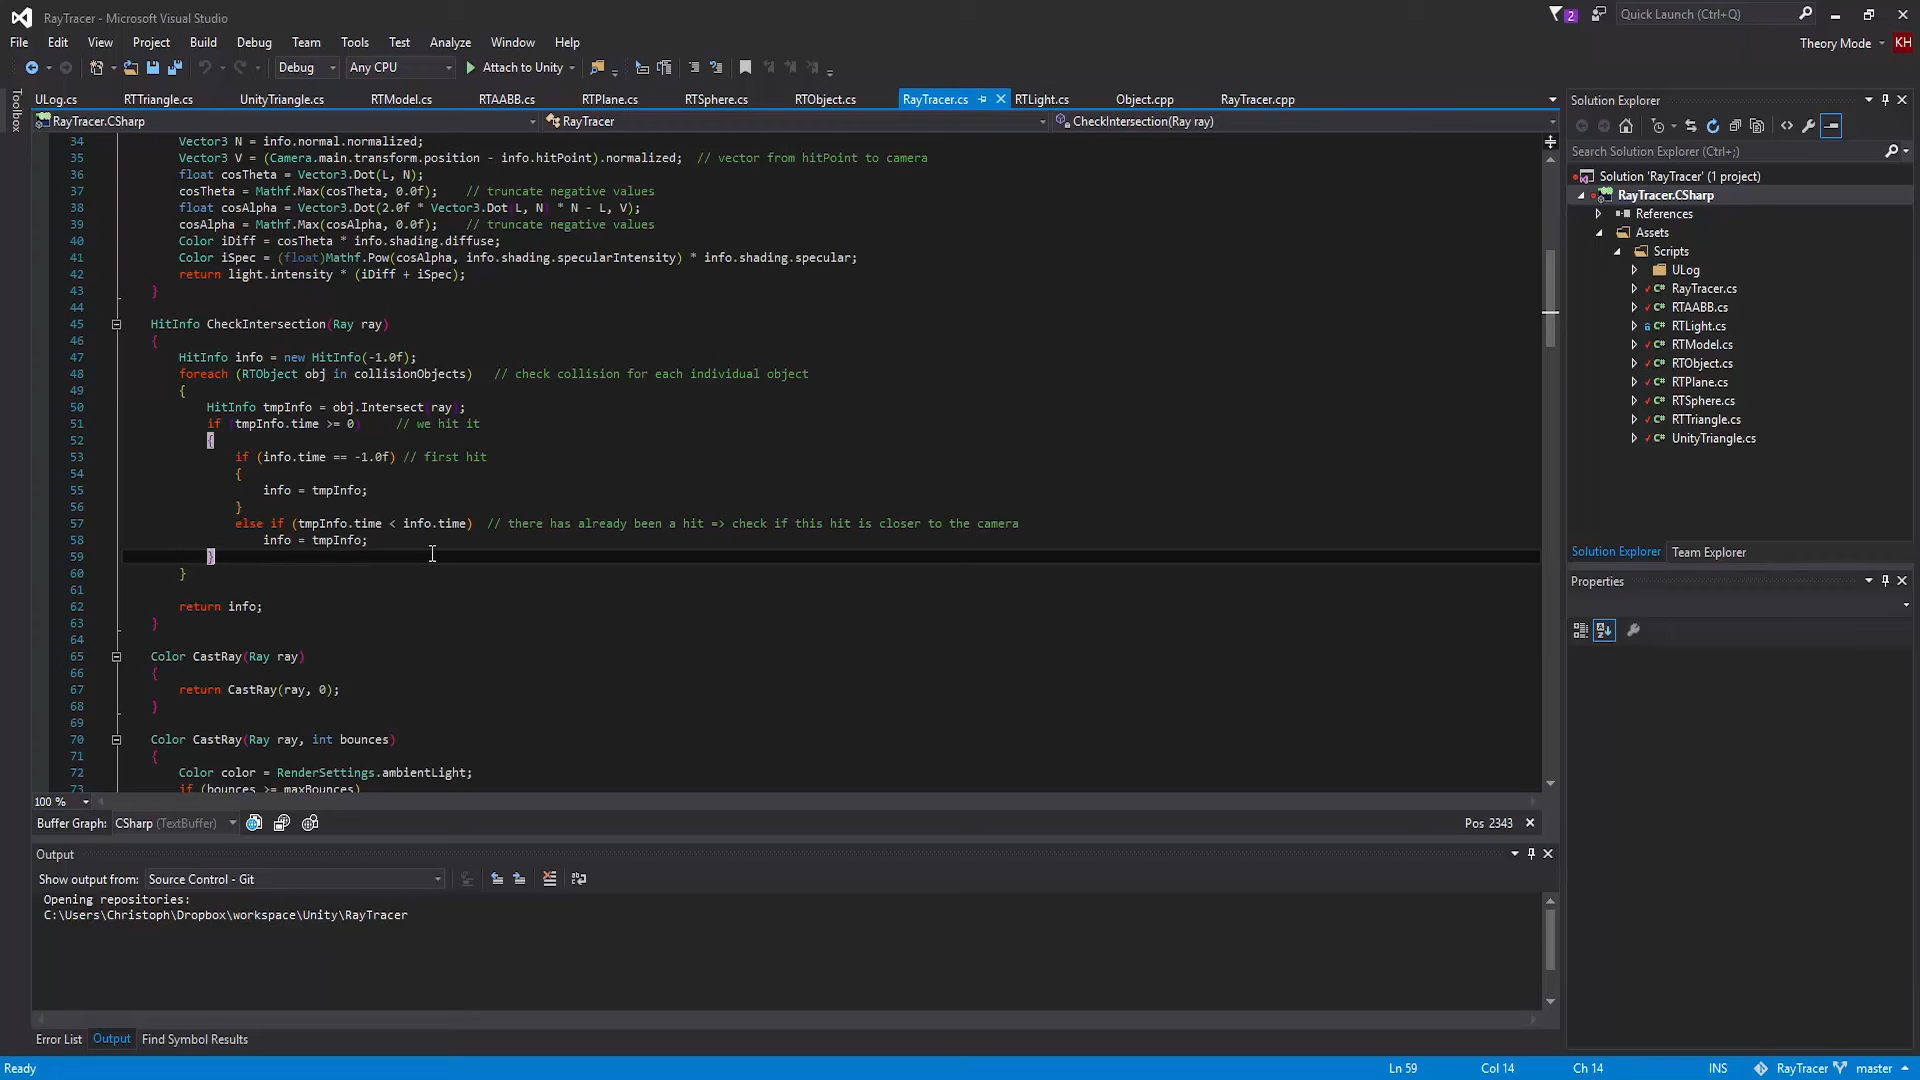 RayTracer - Microsoft Visual Studio
2
Quick Launch (Ctrl+Q)
File Edit View Project Build Debug Team Tools Test Analyze Window Help
Theory Mode KH
Debug Any CPU Attach to Unity
Toolbox
ULog.cs RTTriangle.cs UnityTriangle.cs RTModel.cs RTAABB.cs RTPlane.cs RTSphere.cs RTObject.cs RayTracer.cs RTLight.cs Object.cpp RayTracer.cpp
RayTracer.CSharp RayTracer CheckIntersection(Ray ray)
34 Vector3 N = info.normal.normalized;
35 Vector3 V = (Camera.main.transform.position - info.hitPoint).normalized; // vector from hitPoint to camera
36 float cosTheta = Vector3.Dot(L, N);
37 cosTheta = Mathf.Max(cosTheta, 0.0f); // truncate negative values
38 float cosAlpha = Vector3.Dot(2.0f * Vector3.Dot(L, N) * N - L, V);
39 cosAlpha = Mathf.Max(cosAlpha, 0.0f); // truncate negative values
40 Color iDiff = cosTheta * info.shading.diffuse;
41 Color iSpec = (float)Mathf.Pow(cosAlpha, info.shading.specularIntensity) * info.shading.specular;
42 return light.intensity * (iDiff + iSpec);
43 }
44
45 HitInfo CheckIntersection(Ray ray)
46 {
47 HitInfo info = new HitInfo(-1.0f);
48 foreach (RTObject obj in collisionObjects) // check collision for each individual object
49 {
50 HitInfo tmpInfo = obj.Intersect(ray);
51 if (tmpInfo.time >= 0) // we hit it
52 {
53 if (info.time == -1.0f) // first hit
54 {
55 info = tmpInfo;
56 }
57 else if (tmpInfo.time < info.time) // there has already been a hit => check if this hit is closer to the camera
58 info = tmpInfo;
59 }
60 }
61
62 return info;
63 }
64
65 Color CastRay(Ray ray)
66 {
67 return CastRay(ray, 0);
68 }
69
70 Color CastRay(Ray ray, int bounces)
71 {
72 Color color = RenderSettings.ambientLight;
73 if (bounces >= maxBounces)
100 %
Buffer Graph: CSharp (TextBuffer) Pos 2343
Output
Show output from: Source Control - Git
Opening repositories:
C:\Users\Christoph\Dropbox\workspace\Unity\RayTracer
Error List Output Find Symbol Results
Solution Explorer
Search Solution Explorer (Ctrl+;)
Solution 'RayTracer' (1 project)
RayTracer.CSharp
References
Assets
Scripts
ULog
C# RayTracer.cs
C# RTAABB.cs
C# RTLight.cs
C# RTModel.cs
C# RTObject.cs
C# RTPlane.cs
C# RTSphere.cs
C# RTTriangle.cs
C# UnityTriangle.cs
Solution Explorer Team Explorer
Properties
Ready Ln 59 Col 14 Ch 14 INS RayTracer master